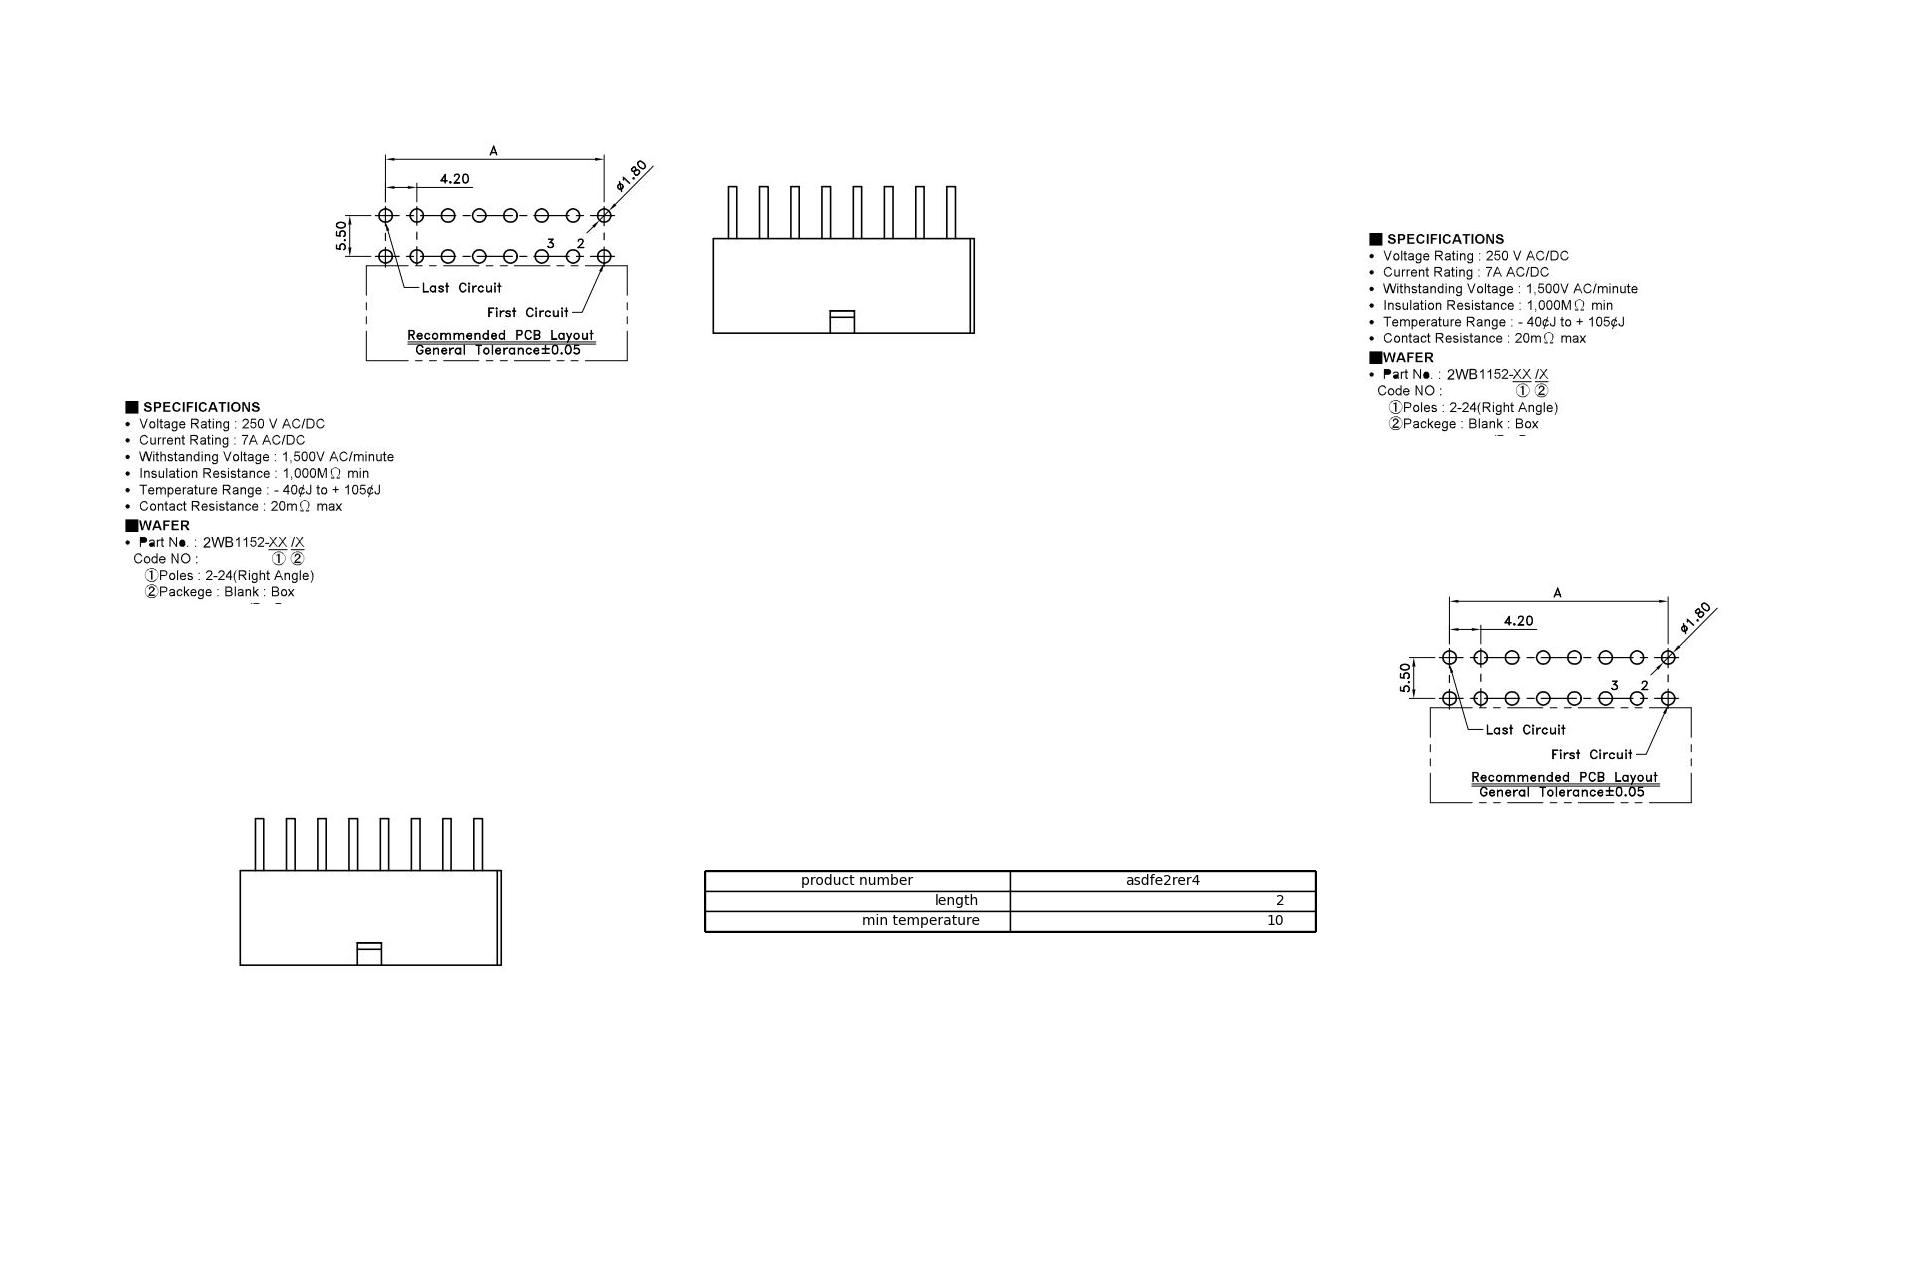 A
4.20
ø1.80
5.50
3 2
Last Circuit
First Circuit
Recommended PCB Layout
General Tolerance±0.05
■ SPECIFICATIONS
• Voltage Rating : 250 V AC/DC
• Current Rating : 7A AC/DC
• Withstanding Voltage : 1,500V AC/minute
• Insulation Resistance : 1,000MΩ min
• Temperature Range : - 40¢J to + 105¢J
• Contact Resistance : 20mΩ max
■WAFER
• Part No. : 2WB1152-XX /X
Code NO : ① ②
①Poles : 2-24(Right Angle)
②Packege : Blank : Box
■ SPECIFICATIONS
• Voltage Rating : 250 V AC/DC
• Current Rating : 7A AC/DC
• Withstanding Voltage : 1,500V AC/minute
• Insulation Resistance : 1,000MΩ min
• Temperature Range : - 40¢J to + 105¢J
• Contact Resistance : 20mΩ max
■WAFER
• Part No. : 2WB1152-XX /X
Code NO : ① ②
①Poles : 2-24(Right Angle)
②Packege : Blank : Box
A
4.20
ø1.80
5.50
3 2
Last Circuit
First Circuit
Recommended PCB Layout
General Tolerance±0.05
product number asdfe2rer4
length 2
min temperature 10